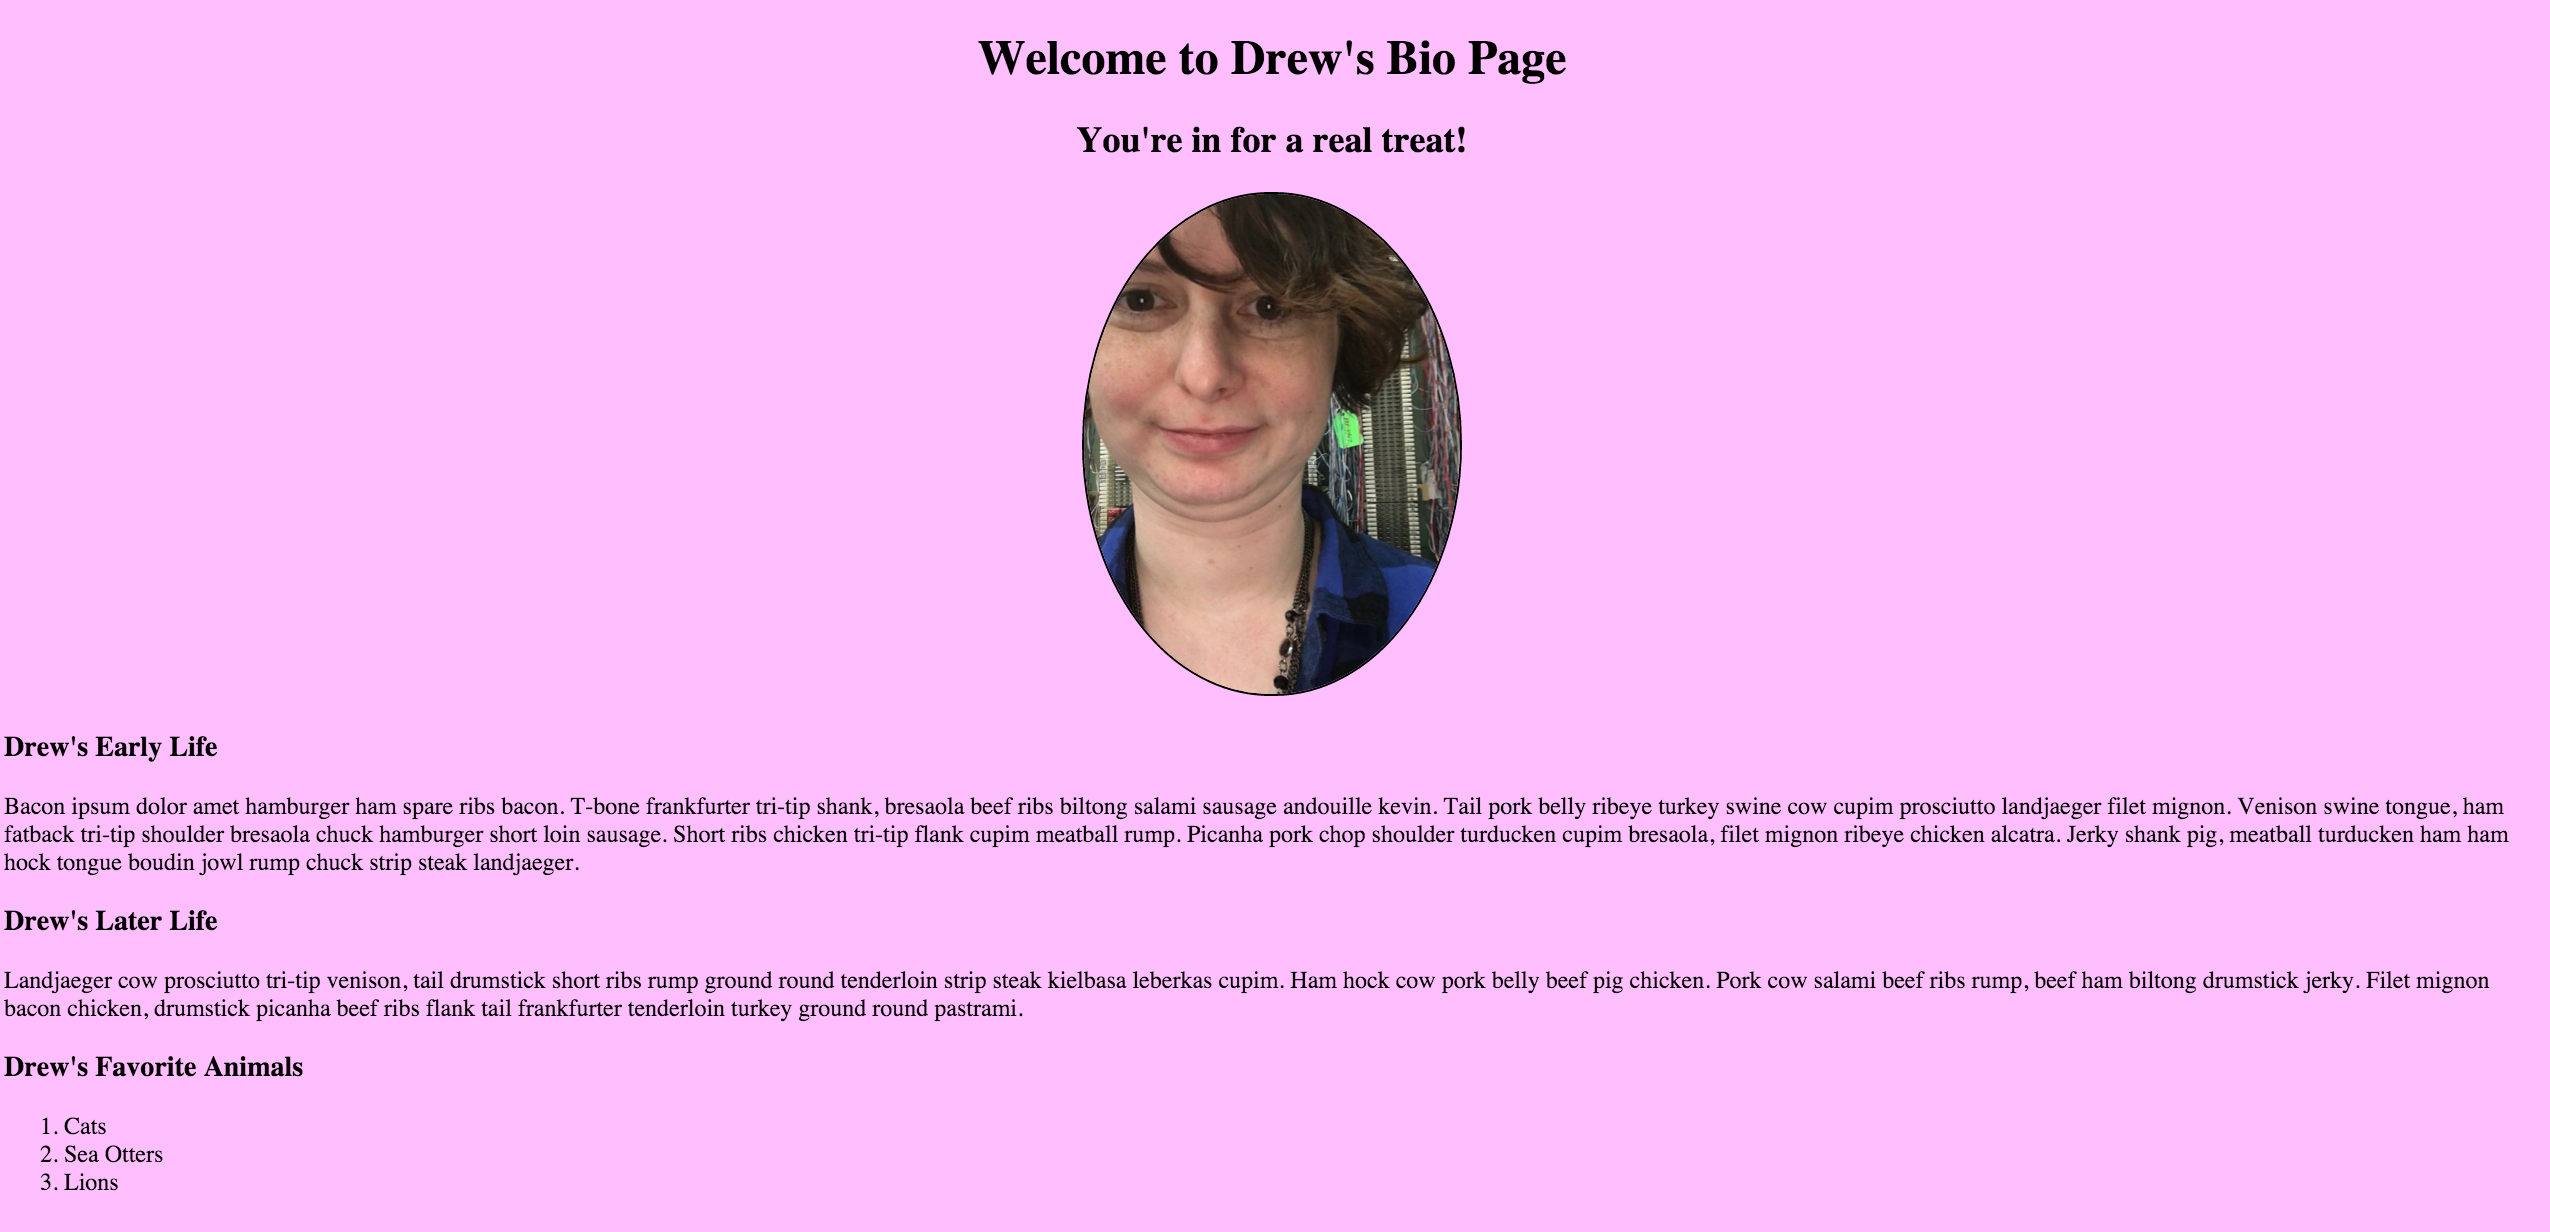 Welcome to Drew's Bio Page
You're in for a real treat!
Drew's Early Life
Bacon ipsum dolor amet hamburger ham spare ribs bacon. T-bone frankfurter tri-tip shank, bresaola beef ribs biltong salami sausage andouille kevin. Tail pork belly ribeye turkey swine cow cupim prosciutto landjaeger filet mignon. Venison swine tongue, ham
fatback tri-tip shoulder bresaola chuck hamburger short loin sausage. Short ribs chicken tri-tip flank cupim meatball rump. Picanha pork chop shoulder turducken cupim bresaola, filet mignon ribeye chicken alcatra. Jerky shank pig, meatball turducken ham ham
hock tongue boudin jowl rump chuck strip steak landjaeger.
Drew's Later Life
Landjaeger cow prosciutto tri-tip venison, tail drumstick short ribs rump ground round tenderloin strip steak kielbasa leberkas cupim. Ham hock cow pork belly beef pig chicken. Pork cow salami beef ribs rump, beef ham biltong drumstick jerky. Filet mignon
bacon chicken, drumstick picanha beef ribs flank tail frankfurter tenderloin turkey ground round pastrami.
Drew's Favorite Animals
1. Cats
2. Sea Otters
3. Lions